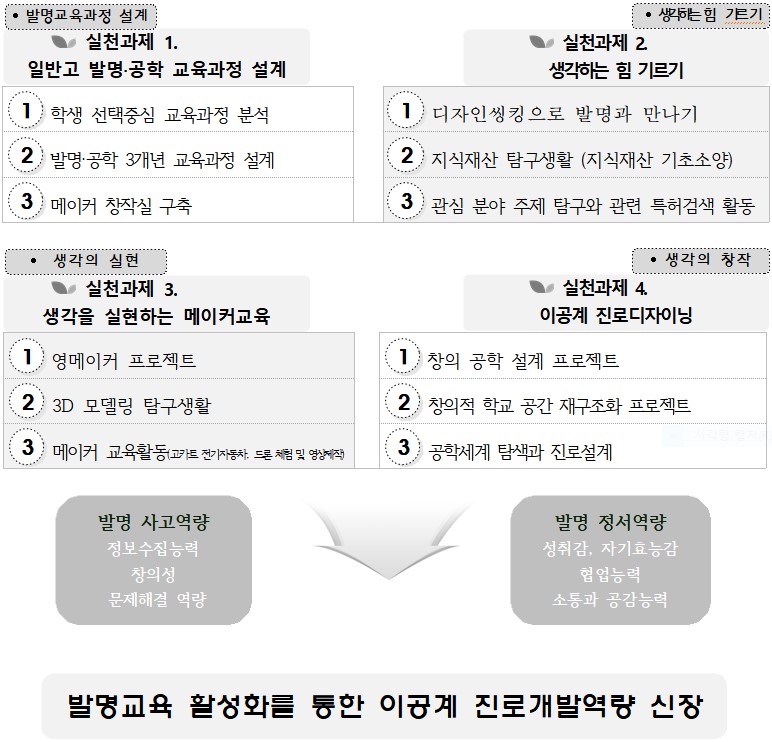 • 발명교육과정 설계
실천과제 1.
일반고 발명·공학 교육과정 설계
1 학생 선택중심 교육과정 분석
2 발명·공학 3개년 교육과정 설계
3 메이커 창작실 구축
• 생각하는힘 기르기
실천과제 2.
생각하는 힘 기르기
1 디자인씽킹으로 발명과 만나기
2 지식재산 탐구생활 (지식재산 기초소양)
3 관심 분야 주제 탐구와 관련 특허검색 활동
• 생각의 실현
실천과제 3.
생각을 실현하는 메이커교육
1 영메이커 프로젝트
2 3D 모델링 탐구생활
3 메이커 교육활동(고카트 전기자동차, 드론 체험 및 영상제작)
• 생각의 창작
실천과제 4.
이공계 진로디자이닝
1 창의 공학 설계 프로젝트
2 창의적 학교 공간 재구조화 프로젝트
3 공학세계 탐색과 진로설계
발명 사고역량
정보수집능력
창의성
문제해결 역량
발명 정서역량
성취감, 자기효능감
협업능력
소통과 공감능력
발명교육 활성화를 통한 이공계 진로개발역량 신장